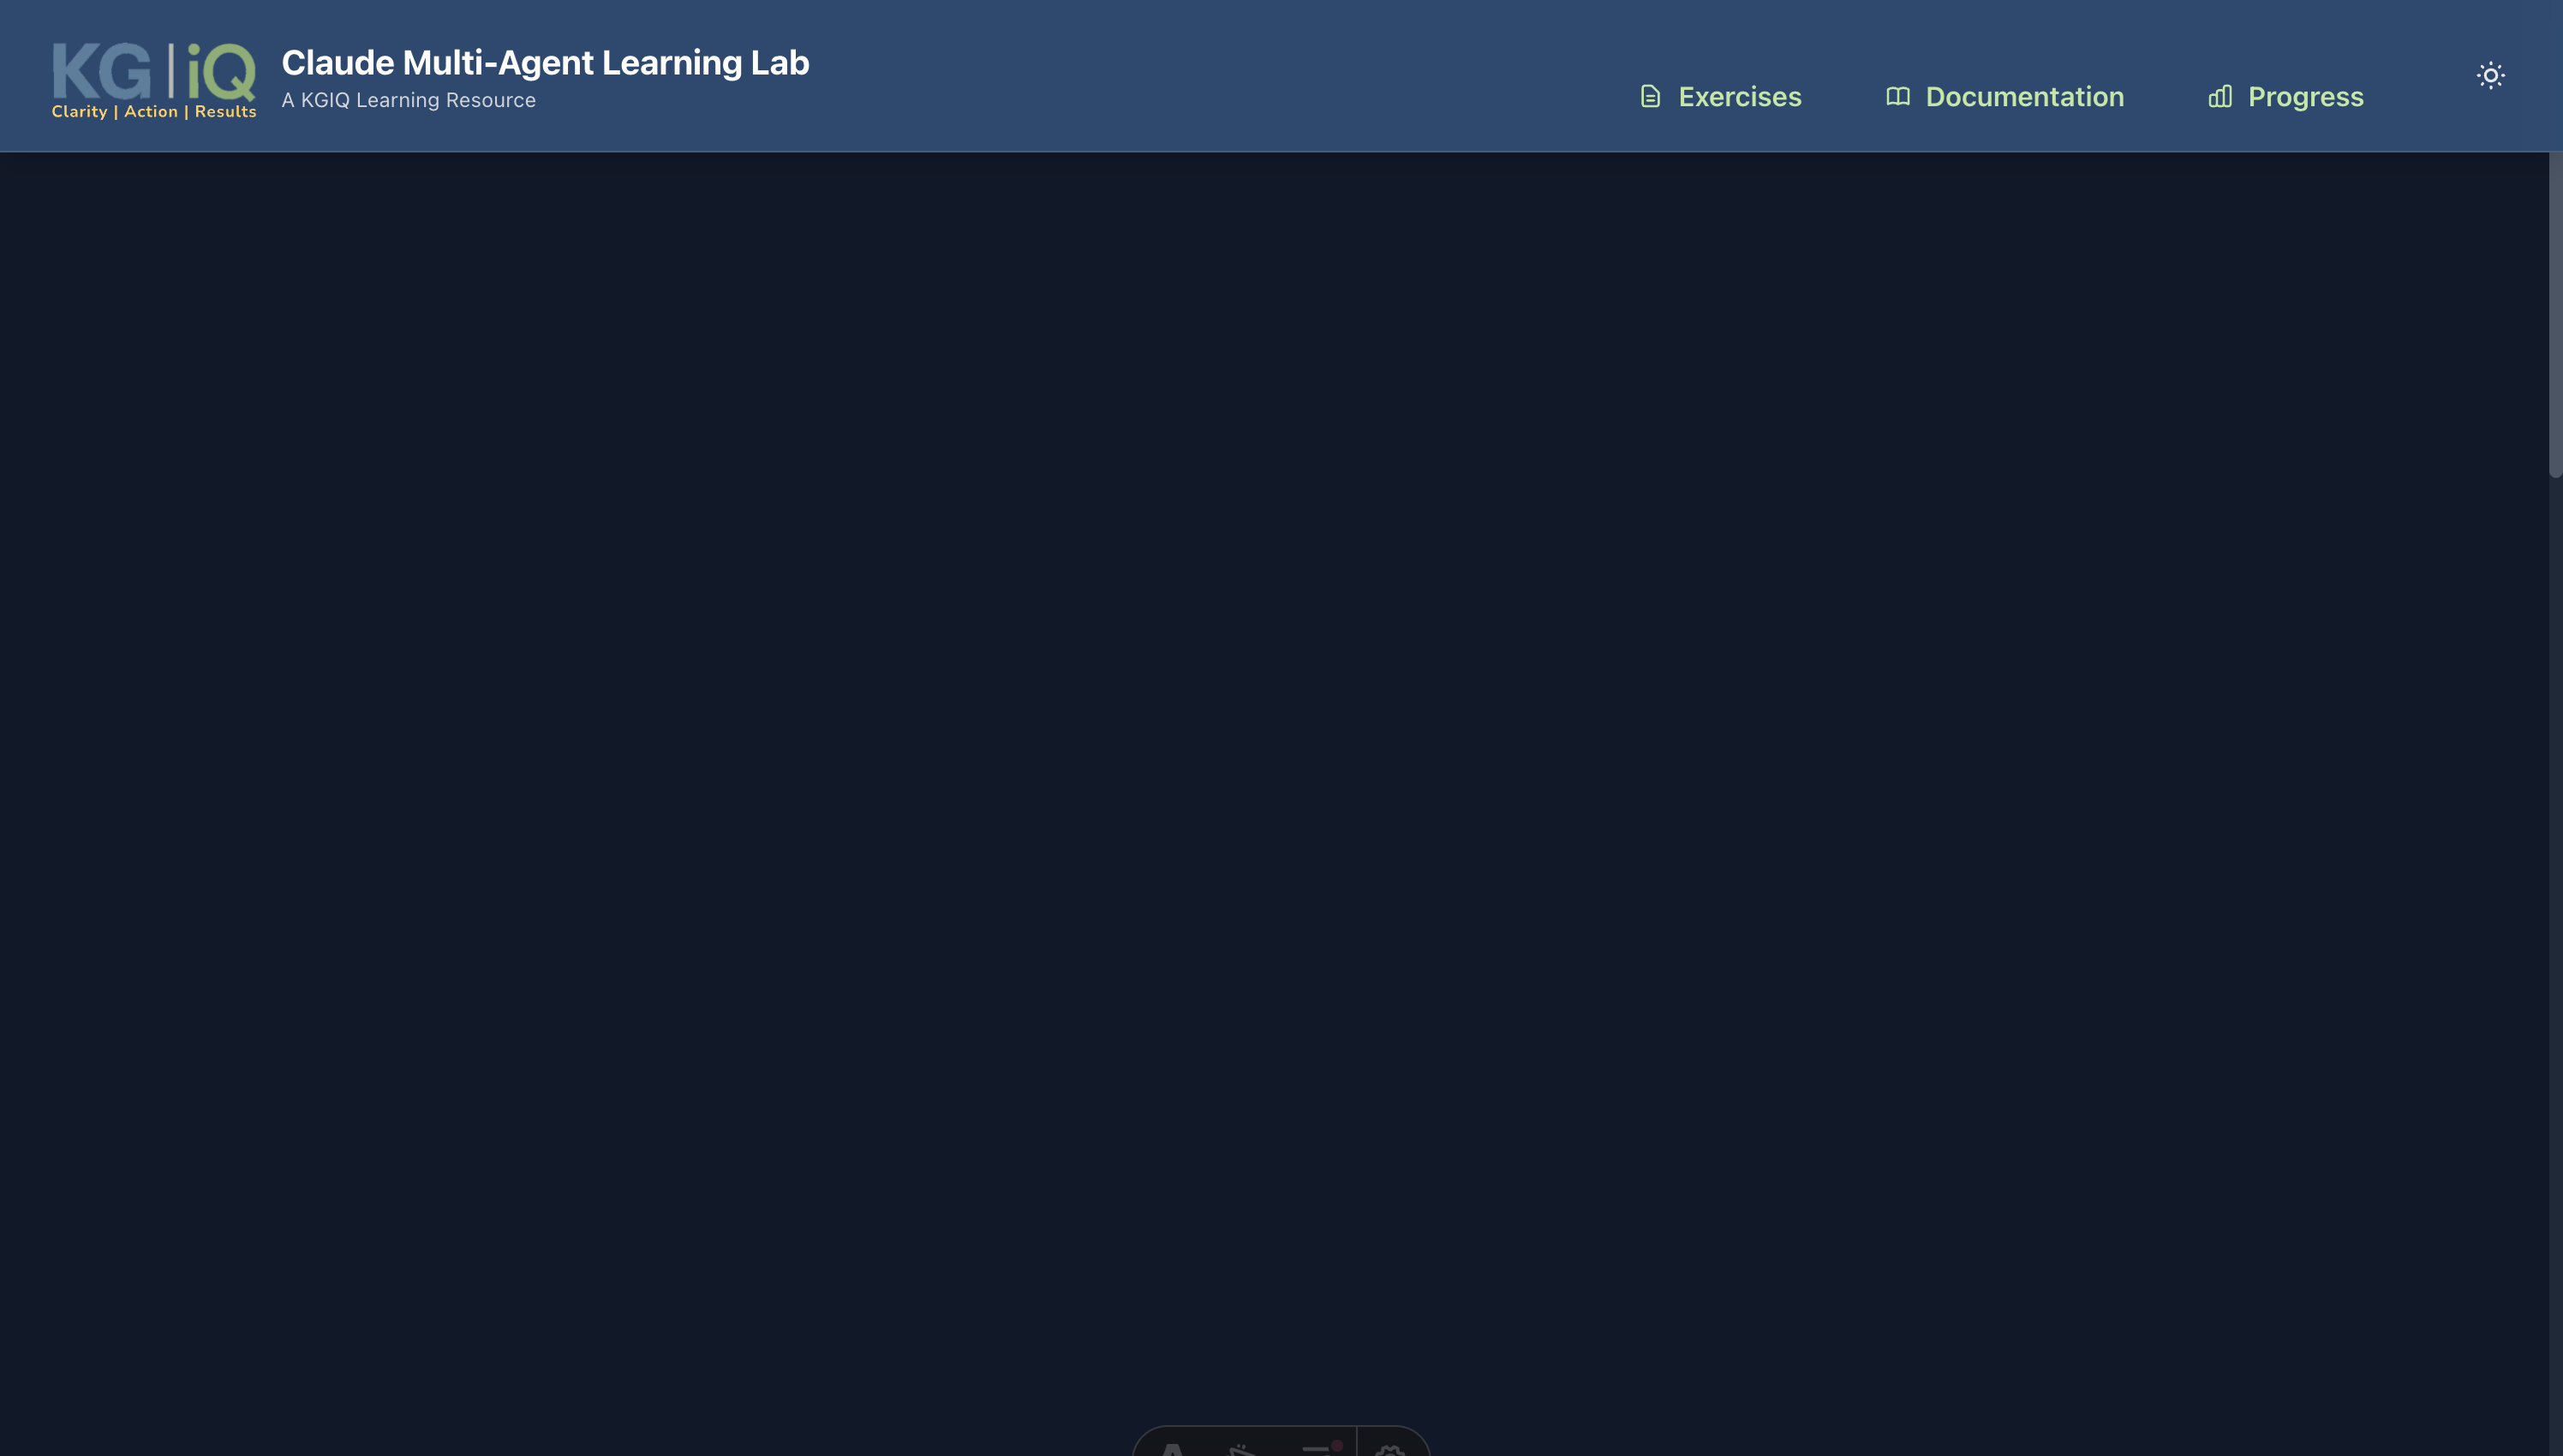 KG|iQ
Clarity | Action | Results
Claude Multi-Agent Learning Lab
A KGIQ Learning Resource
Exercises
Documentation
Progress